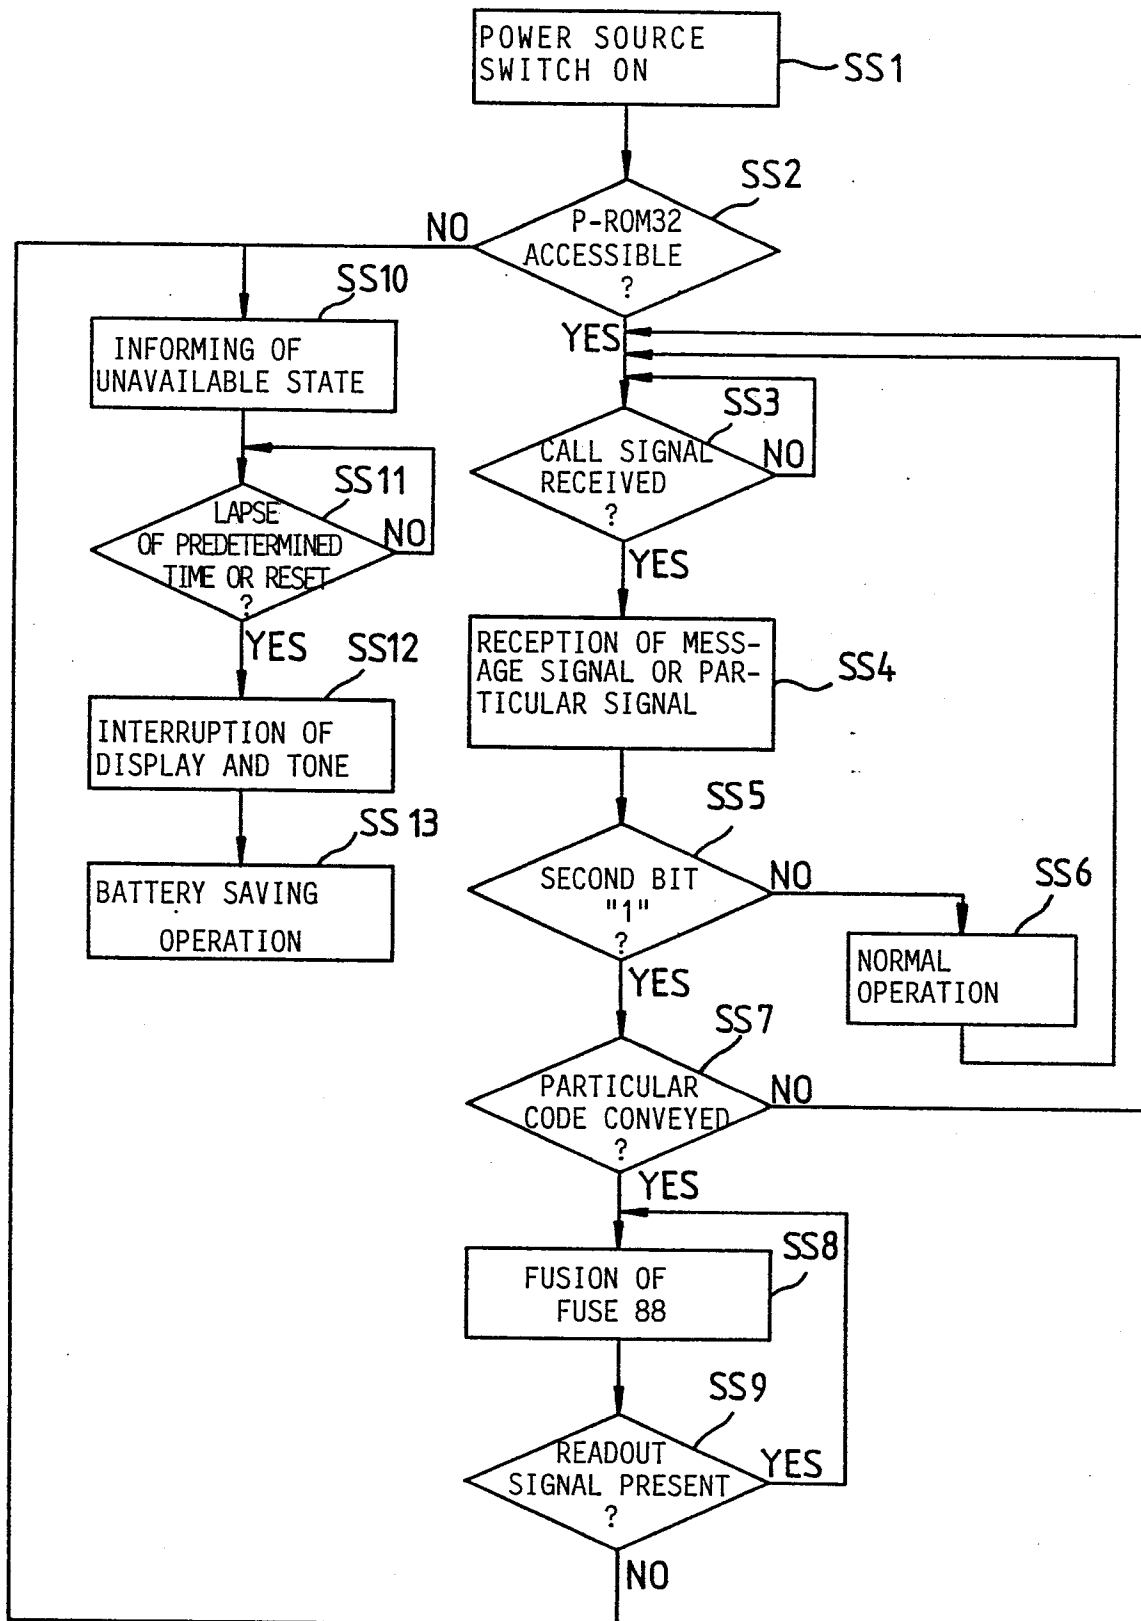 POWER SOURCE
SWITCH ON
SS1
SS2
P-ROM32
ACCESSIBLE
?
NO
YES
SS10
INFORMING OF
UNAVAILABLE STATE
SS3
CALL SIGNAL
RECEIVED
?
NO
YES
SS11
LAPSE
OF PREDETERMINED
TIME OR RESET
?
NO
YES
SS4
RECEPTION OF MESS-
AGE SIGNAL OR PAR-
TICULAR SIGNAL
SS12
INTERRUPTION OF
DISPLAY AND TONE
SS13
BATTERY SAVING
OPERATION
SS5
SECOND BIT
"1"
?
NO
YES
SS6
NORMAL
OPERATION
SS7
PARTICULAR
CODE CONVEYED
?
NO
YES
SS8
FUSION OF
FUSE 88
SS9
READOUT
SIGNAL PRESENT
?
YES
NO